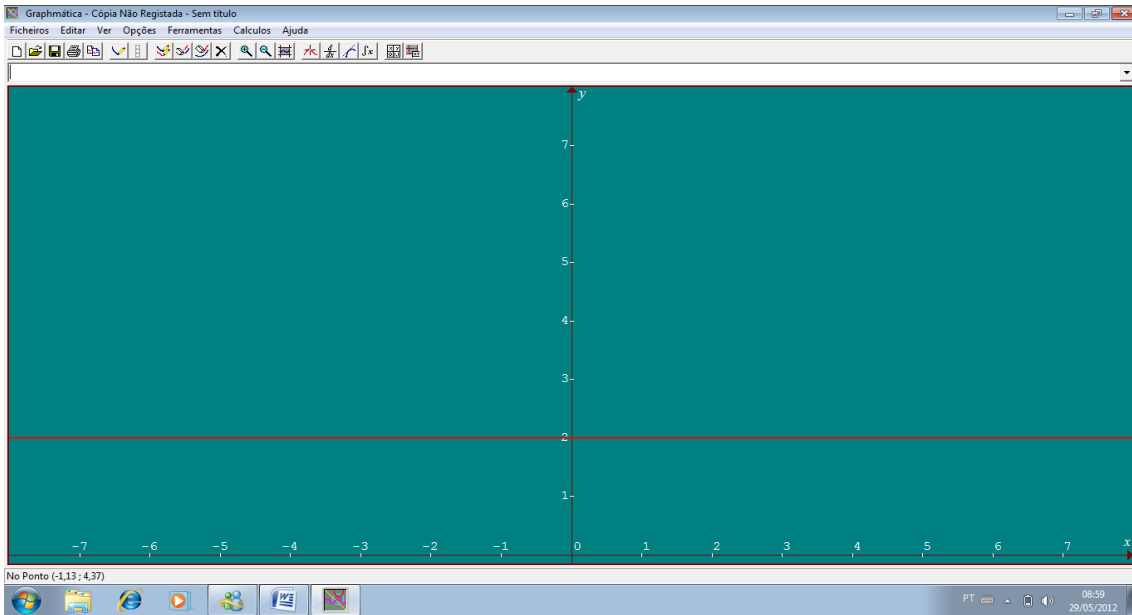 Graphmática - Cópia Não Registada - Sem título
Ficheiros Editar Ver Opções Ferramentas Calculos Ajuda
y
7
6
5
4
3
2
1
-7 -6 -5 -4 -3 -2 -1 0 1 2 3 4 5 6 7 x
No Ponto (-1,13 ; 4,37)
PT 08:59
29/05/2012